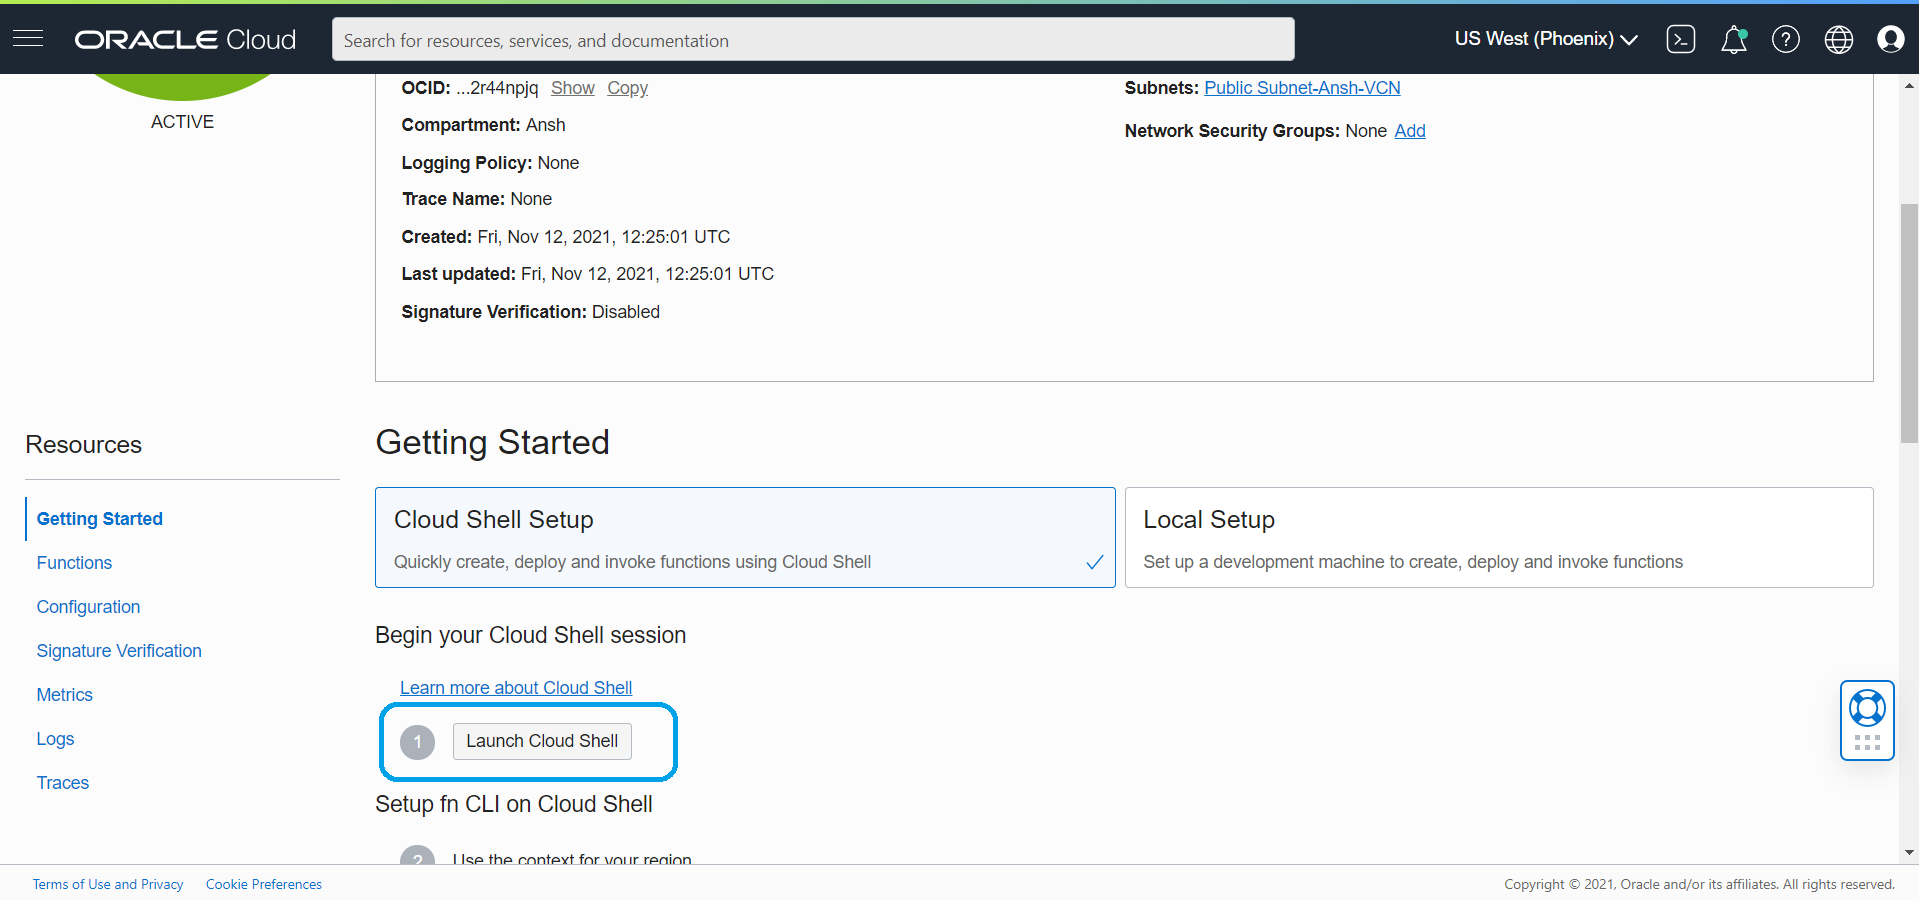 ORACLE Cloud
Search for resources, services, and documentation
US West (Phoenix)
ACTIVE
OCID: ...2r44npjq Show Copy
Compartment: Ansh
Logging Policy: None
Trace Name: None
Created: Fri, Nov 12, 2021, 12:25:01 UTC
Last updated: Fri, Nov 12, 2021, 12:25:01 UTC
Signature Verification: Disabled
Subnets: Public Subnet-Ansh-VCN
Network Security Groups: None Add
Resources
Getting Started
Functions
Configuration
Signature Verification
Metrics
Logs
Traces
Getting Started
Cloud Shell Setup
Quickly create, deploy and invoke functions using Cloud Shell
Local Setup
Set up a development machine to create, deploy and invoke functions
Begin your Cloud Shell session
Learn more about Cloud Shell
1 Launch Cloud Shell
Setup fn CLI on Cloud Shell
2 Use the context for your region
Terms of Use and Privacy Cookie Preferences
Copyright © 2021, Oracle and/or its affiliates. All rights reserved.